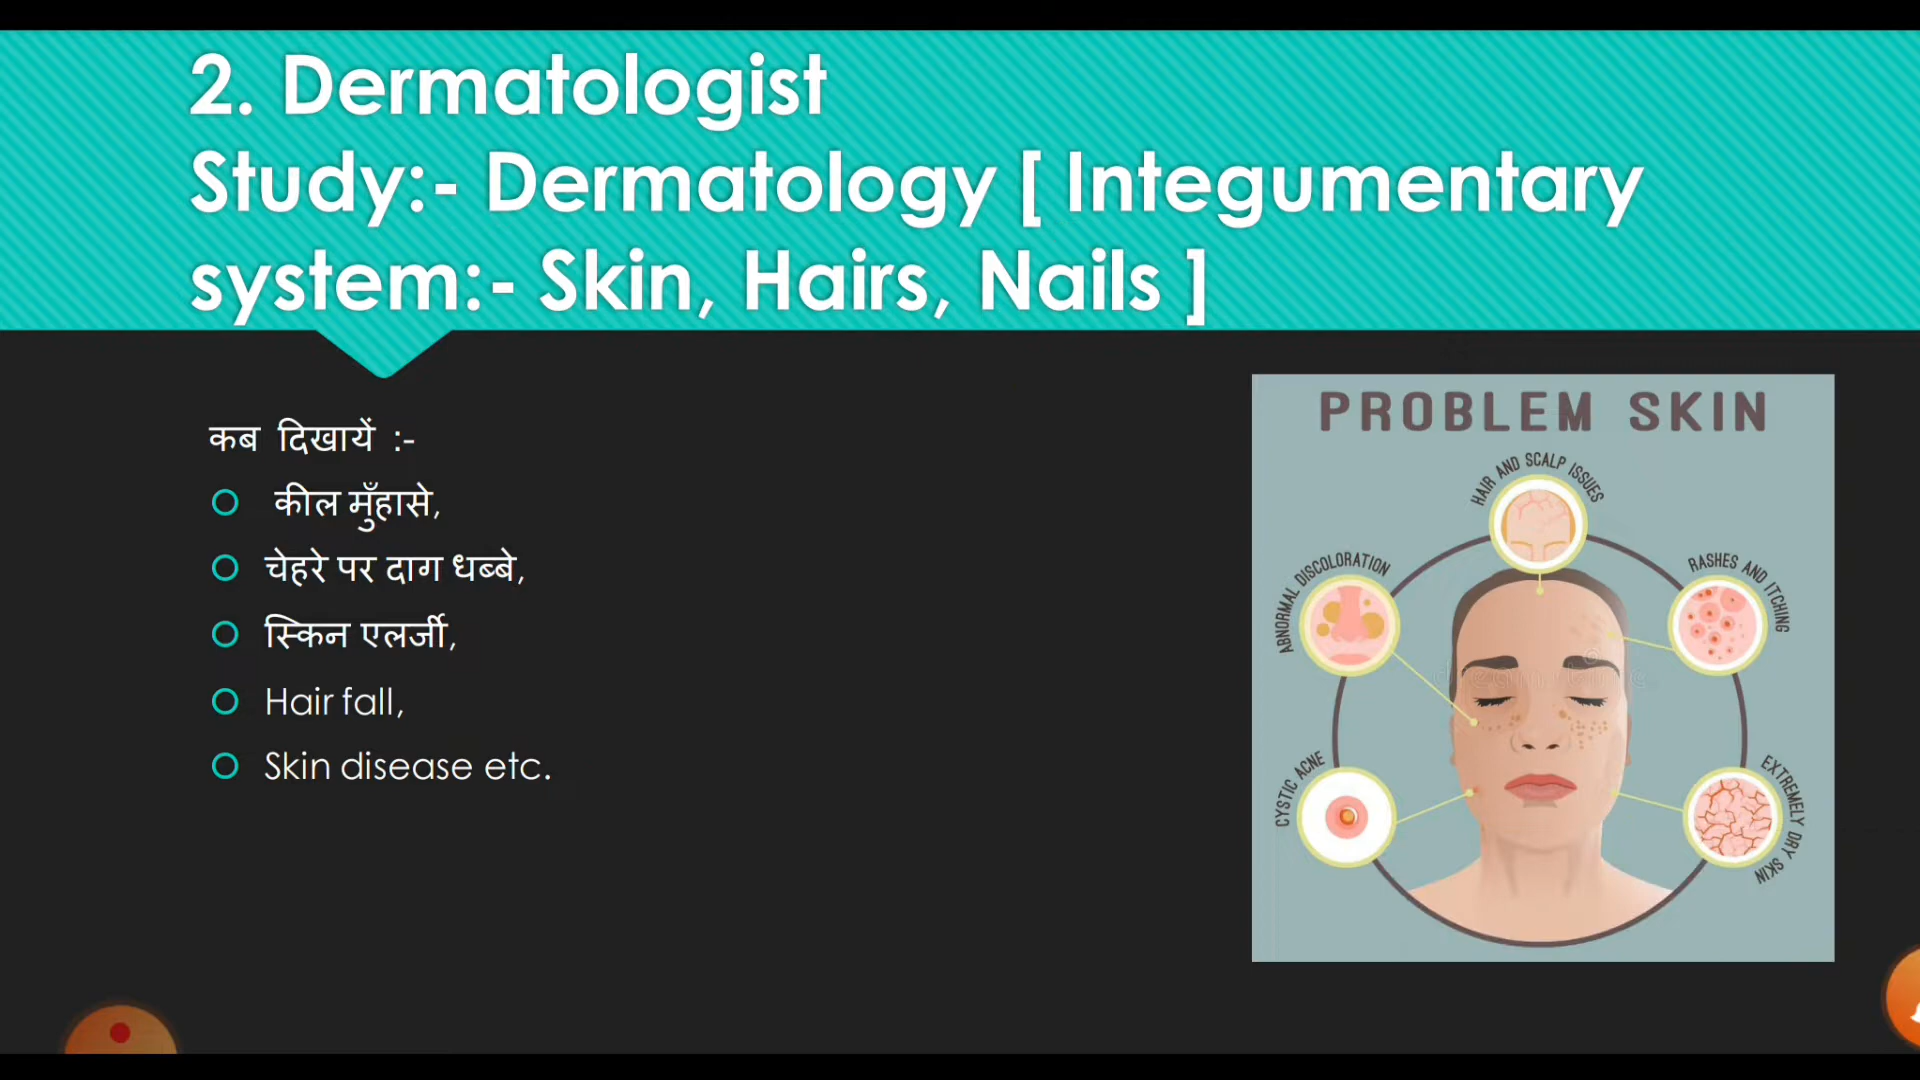 2. Dermatologist
Study:- Dermatology [ Integumentary
system:- Skin, Hairs, Nails ]
कब दिखायें :-
कील मुँहासे,
चेहरे पर दाग धब्बे,
स्किन एलर्जी,
Hair fall,
Skin disease etc.
PROBLEM SKIN
HAIR AND SCALP ISSUES
ABNORMAL DISCOLORATION
RASHES AND ITCHING
CYSTIC ACNE
EXTREMELY DRY SKIN
dreamstime